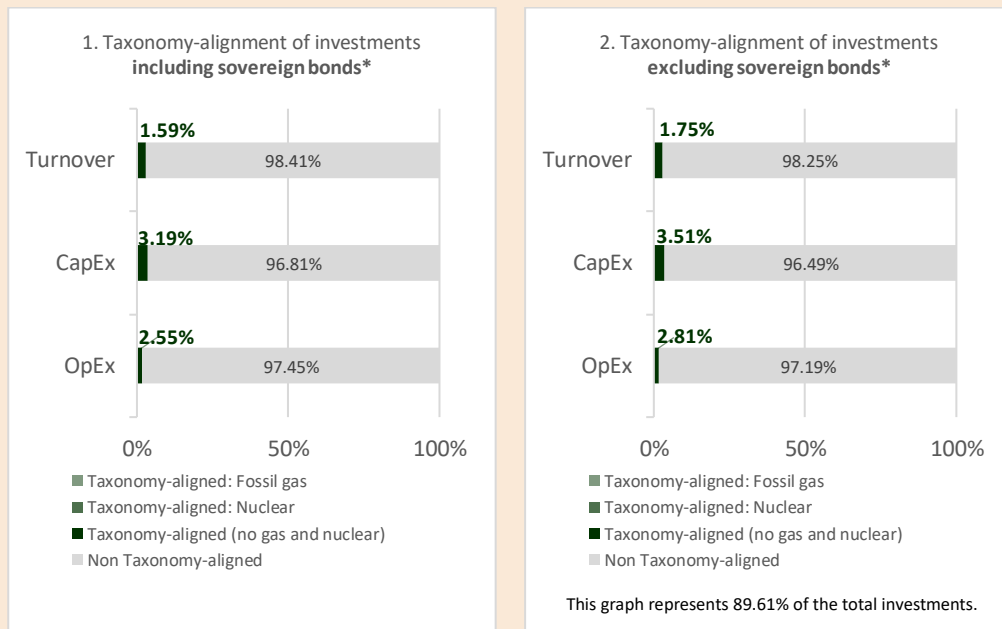 1. Taxonomy-alignment of investments
including sovereign bonds*
1.59%
Turnover
98.41%
3.19%
CapEx
96.81%
2.55%
OpEx
97.45%
0% 50% 100%
Taxonomy-aligned: Fossil gas
Taxonomy-aligned: Nuclear
Taxonomy-aligned (no gas and nuclear)
Non Taxonomy-aligned
2. Taxonomy-alignment of investments
excluding sovereign bonds*
1.75%
Turnover
98.25%
3.51%
CapEx
96.49%
2.81%
OpEx
97.19%
0% 50% 100%
Taxonomy-aligned: Fossil gas
Taxonomy-aligned: Nuclear
Taxonomy-aligned (no gas and nuclear)
Non Taxonomy-aligned
This graph represents 89.61% of the total investments.